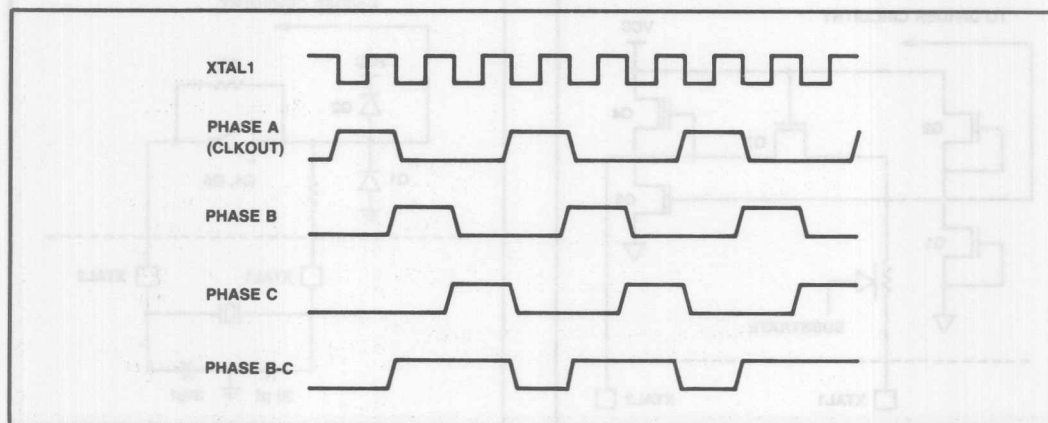 XTAL1
PHASE A
(CLKOUT)
PHASE B
PHASE C
PHASE B-C